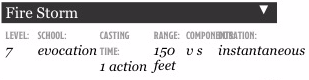 Fire Storm ▼
LEVEL: SCHOOL: CASTING RANGE: COMPONENTS: DURATION:
7 evocation TIME: 150 v s instantaneous
1 action feet